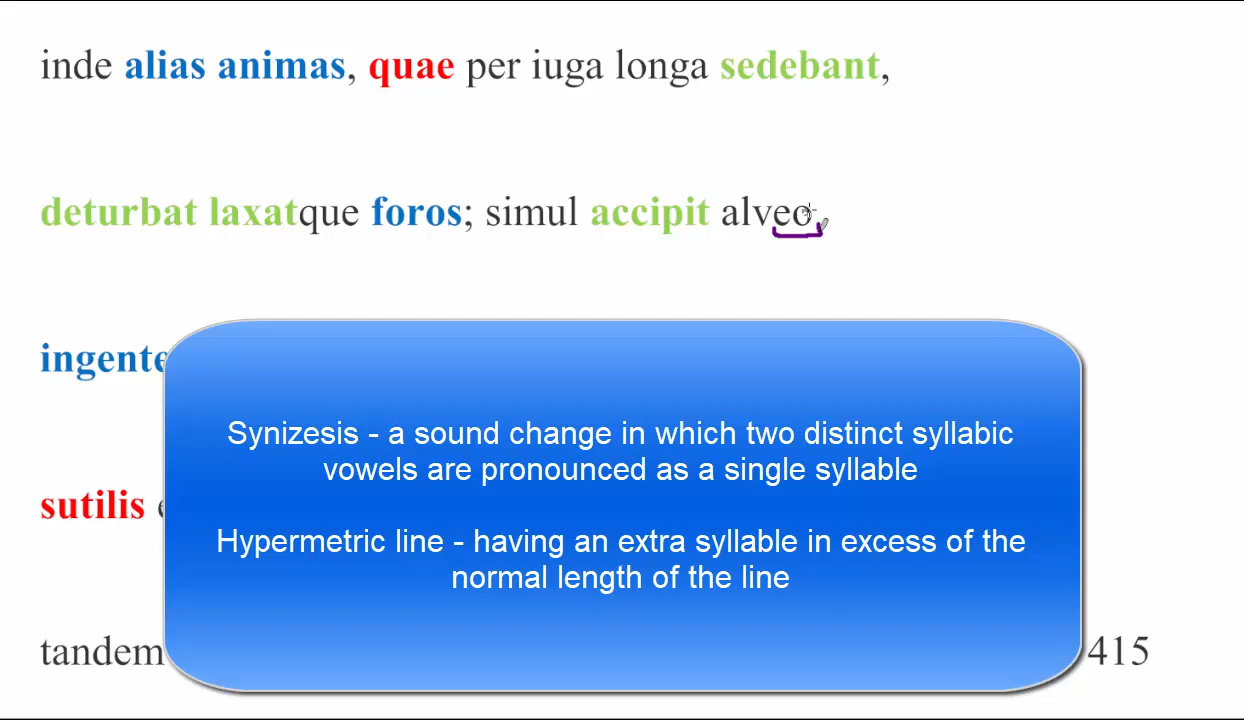 inde alias animas, quae per iuga longa sedebant,
deturbat laxatque foros; simul accipit alveo
Synizesis - a sound change in which two distinct syllabic
vowels are pronounced as a single syllable
Hypermetric line - having an extra syllable in excess of the
normal length of the line
sutilis
tandem
415